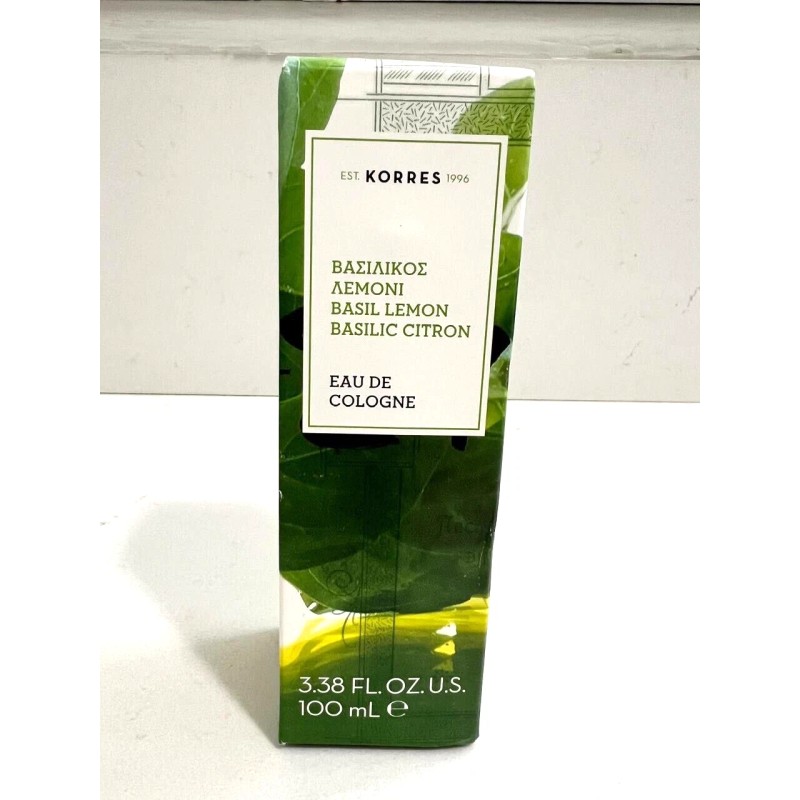 EST. KORRES 1996
ΒΑΣΙΛΙΚΟΣ
ΛΕΜΟΝΙ
BASIL LEMON
BASILIC CITRON
EAU DE
COLOGNE
3.38 FL. OZ. U.S.
100 mL ℮